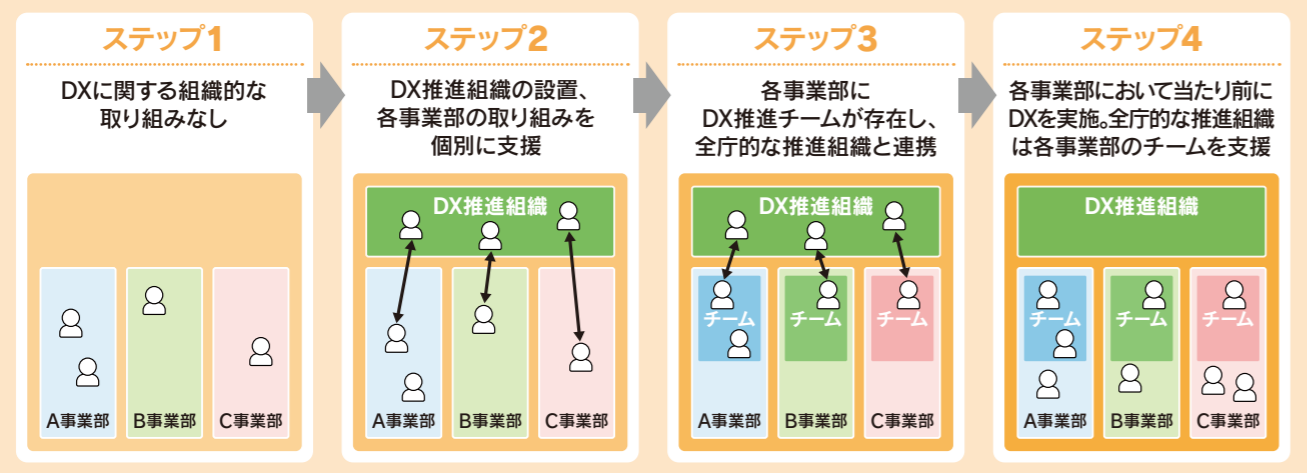 ステップ1
DXに関する組織的な
取り組みなし
A事業部
B事業部
C事業部
ステップ2
DX推進組織の設置、
各事業部の取り組みを
個別に支援
DX推進組織
A事業部
B事業部
C事業部
ステップ3
各事業部に
DX推進チームが存在し、
全庁的な推進組織と連携
DX推進組織
チーム
チーム
チーム
A事業部
B事業部
C事業部
ステップ4
各事業部において当たり前に
DXを実施。全庁的な推進組織
は各事業部のチームを支援
DX推進組織
チーム
チーム
チーム
A事業部
B事業部
C事業部